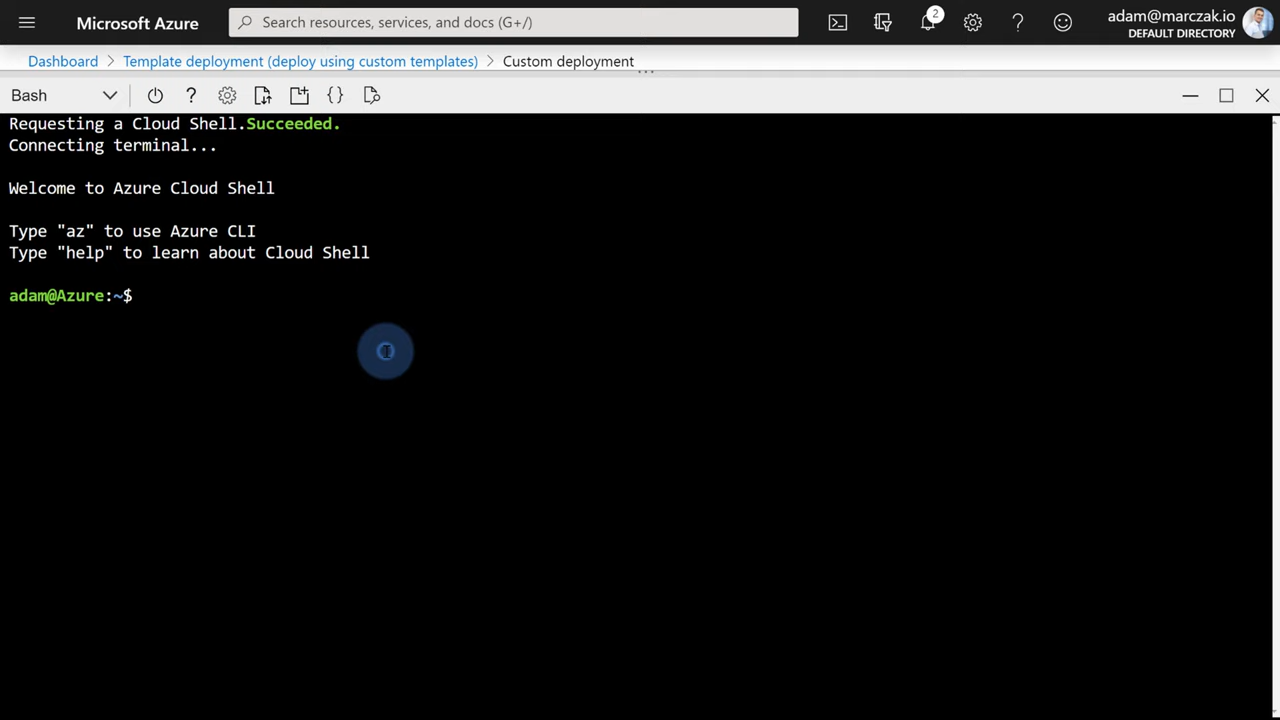 Microsoft Azure
Search resources, services, and docs (G+/)
2
?
adam@marczak.io
DEFAULT DIRECTORY
Dashboard > Template deployment (deploy using custom templates) > Custom deployment
Bash
?
{}
Requesting a Cloud Shell.Succeeded.
Connecting terminal...
Welcome to Azure Cloud Shell
Type "az" to use Azure CLI
Type "help" to learn about Cloud Shell
adam@Azure:~$